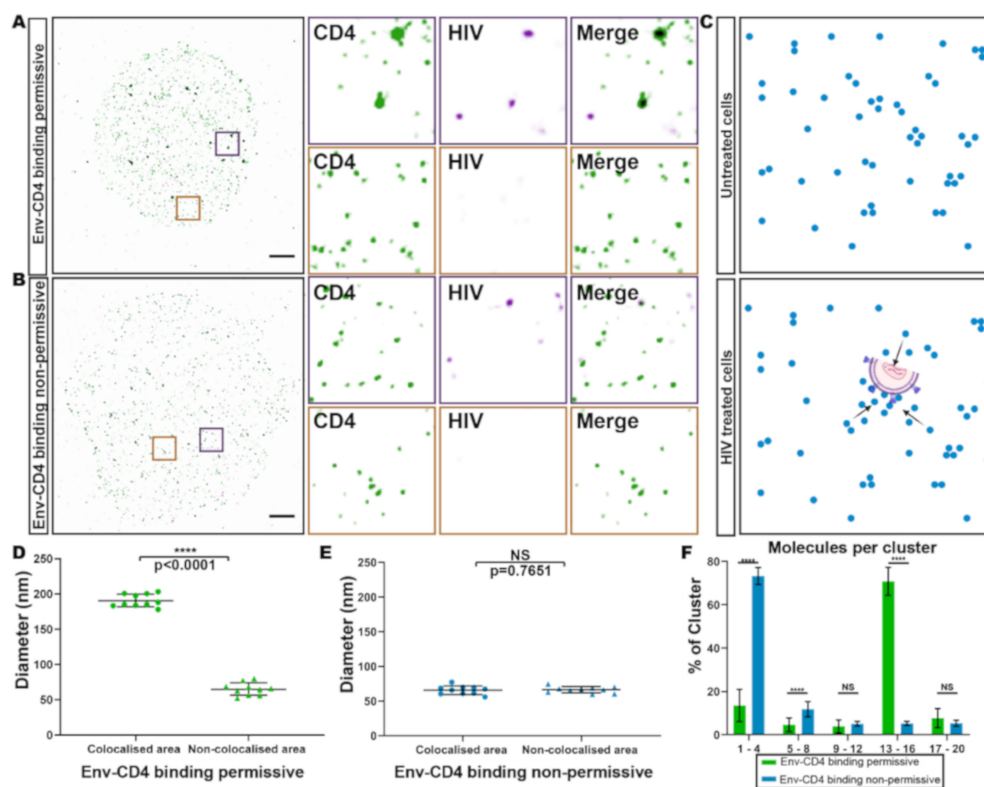 A
Env-CD4 binding permissive
CD4
HIV
Merge
CD4
HIV
Merge
B
Env-CD4 binding non-permissive
CD4
HIV
Merge
CD4
HIV
Merge
C
Untreated cells
HIV treated cells
D
****
p<0.0001
Diameter (nm)
250
200
150
100
50
0
Colocalised area
Non-colocalised area
Env-CD4 binding permissive
E
NS
p=0.7651
Diameter (nm)
250
200
150
100
50
0
Colocalised area
Non-colocalised area
Env-CD4 binding non-permissive
F
Molecules per cluster
****
****
NS
****
NS
% of Cluster
80
60
40
20
0
1 - 4
5 - 8
9 - 12
13 - 16
17 - 20
Env-CD4 binding permissive
Env-CD4 binding non-permissive